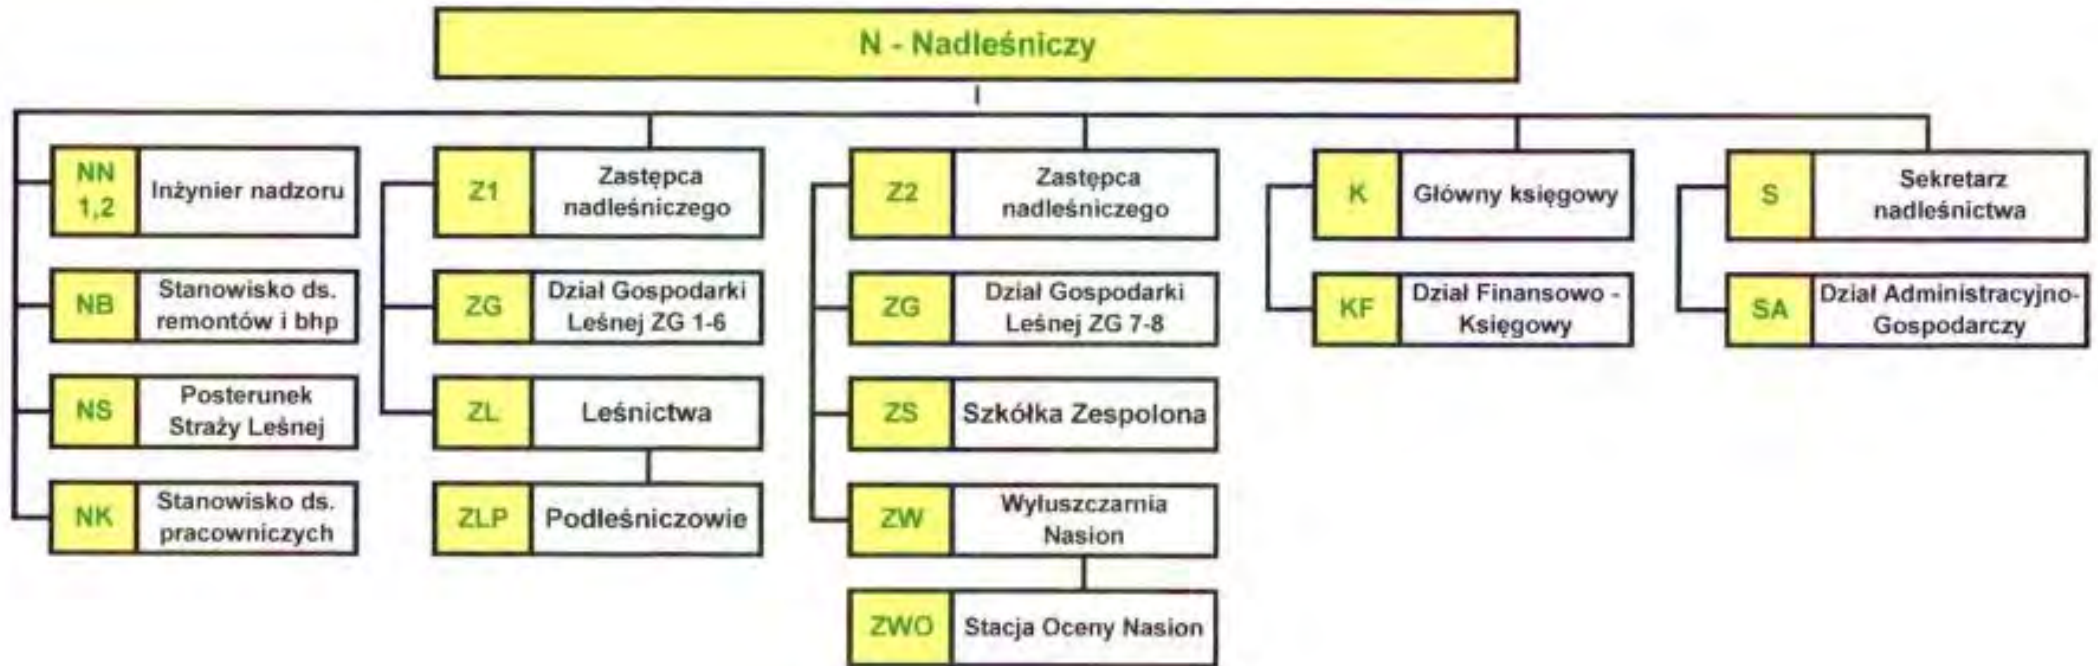 N - Nadleśniczy
NN
1,2
Inżynier nadzoru
NB
Stanowisko ds.
remontów i bhp
NS
Posterunek
Straży Leśnej
NK
Stanowisko ds.
pracowniczych
Z1
Zastępca
nadleśniczego
ZG
Dział Gospodarki
Leśnej ZG 1-6
ZL
Leśnictwa
ZLP
Podleśniczowie
Z2
Zastępca
nadleśniczego
ZG
Dział Gospodarki
Leśnej ZG 7-8
ZS
Szkółka Zespolona
ZW
Wyłuszczarnia
Nasion
ZWO
Stacja Oceny Nasion
K
Główny księgowy
KF
Dział Finansowo -
Księgowy
S
Sekretarz
nadleśnictwa
SA
Dział Administracyjno-
Gospodarczy